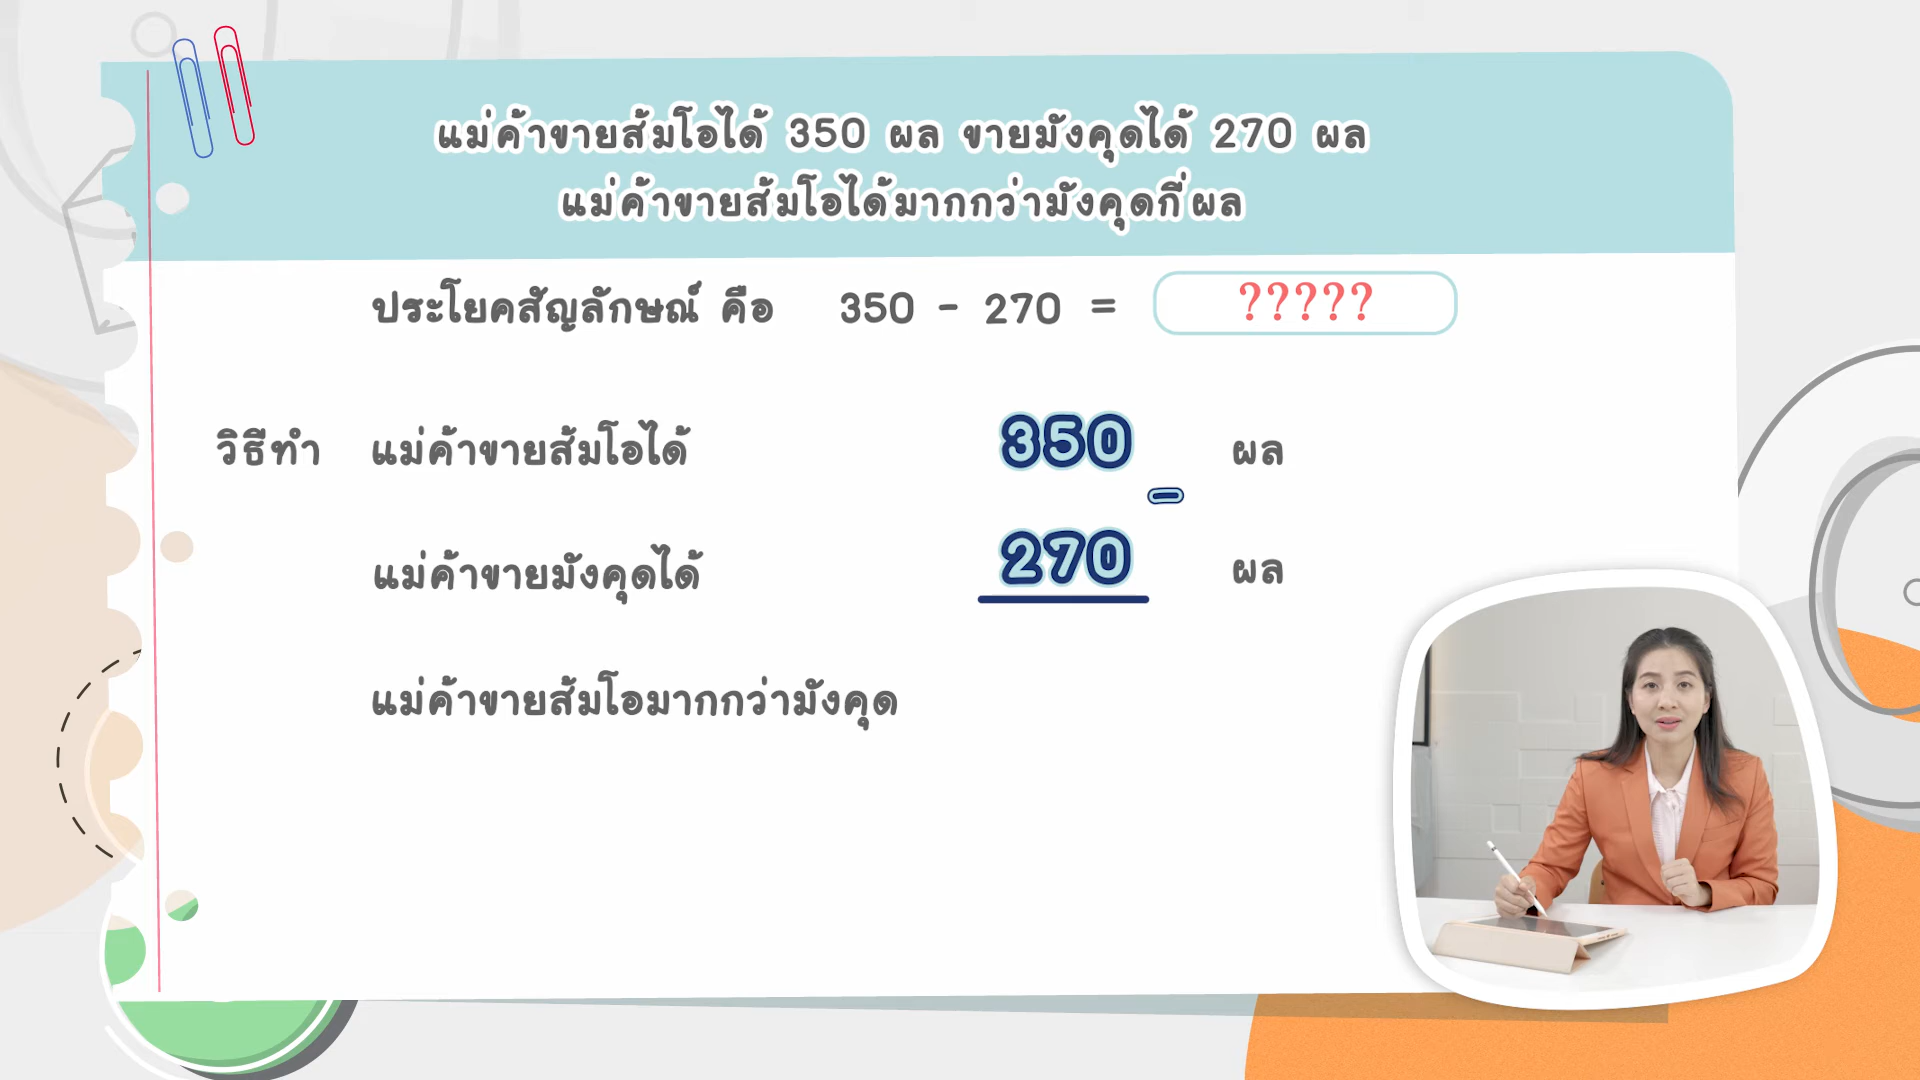 แม่ค้าขายส้มโอได้ 350 ผล ขายมังคุดได้ 270 ผล
แม่ค้าขายส้มโอได้มากกว่ามังคุดกี่ผล
ประโยคสัญลักษณ์ คือ 350 - 270 = ?????
วิธีทำ แม่ค้าขายส้มโอได้ 350 ผล
-
แม่ค้าขายมังคุดได้ 270 ผล
แม่ค้าขายส้มโอมากกว่ามังคุด